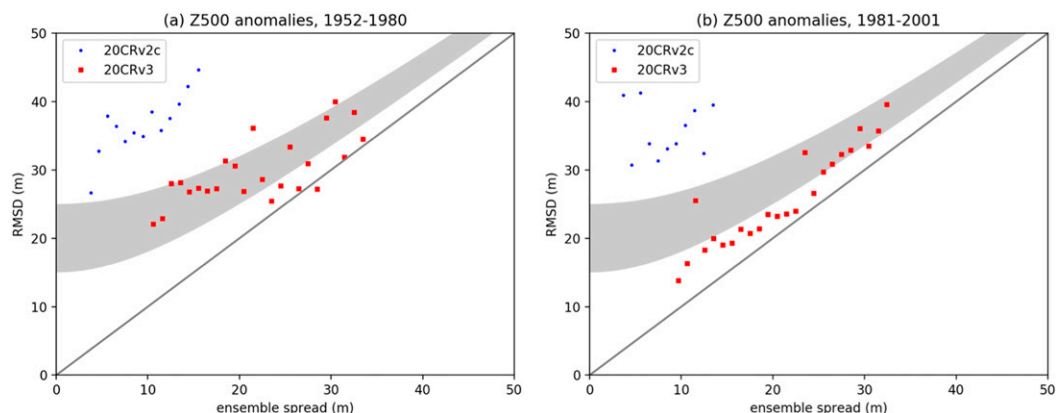 (a) Z500 anomalies, 1952-1980
50
40
30
20
10
0
RMSD (m)
20CRv2c
20CRv3
0 10 20 30 40 50
ensemble spread (m)
(b) Z500 anomalies, 1981-2001
50
40
30
20
10
0
RMSD (m)
20CRv2c
20CRv3
0 10 20 30 40 50
ensemble spread (m)